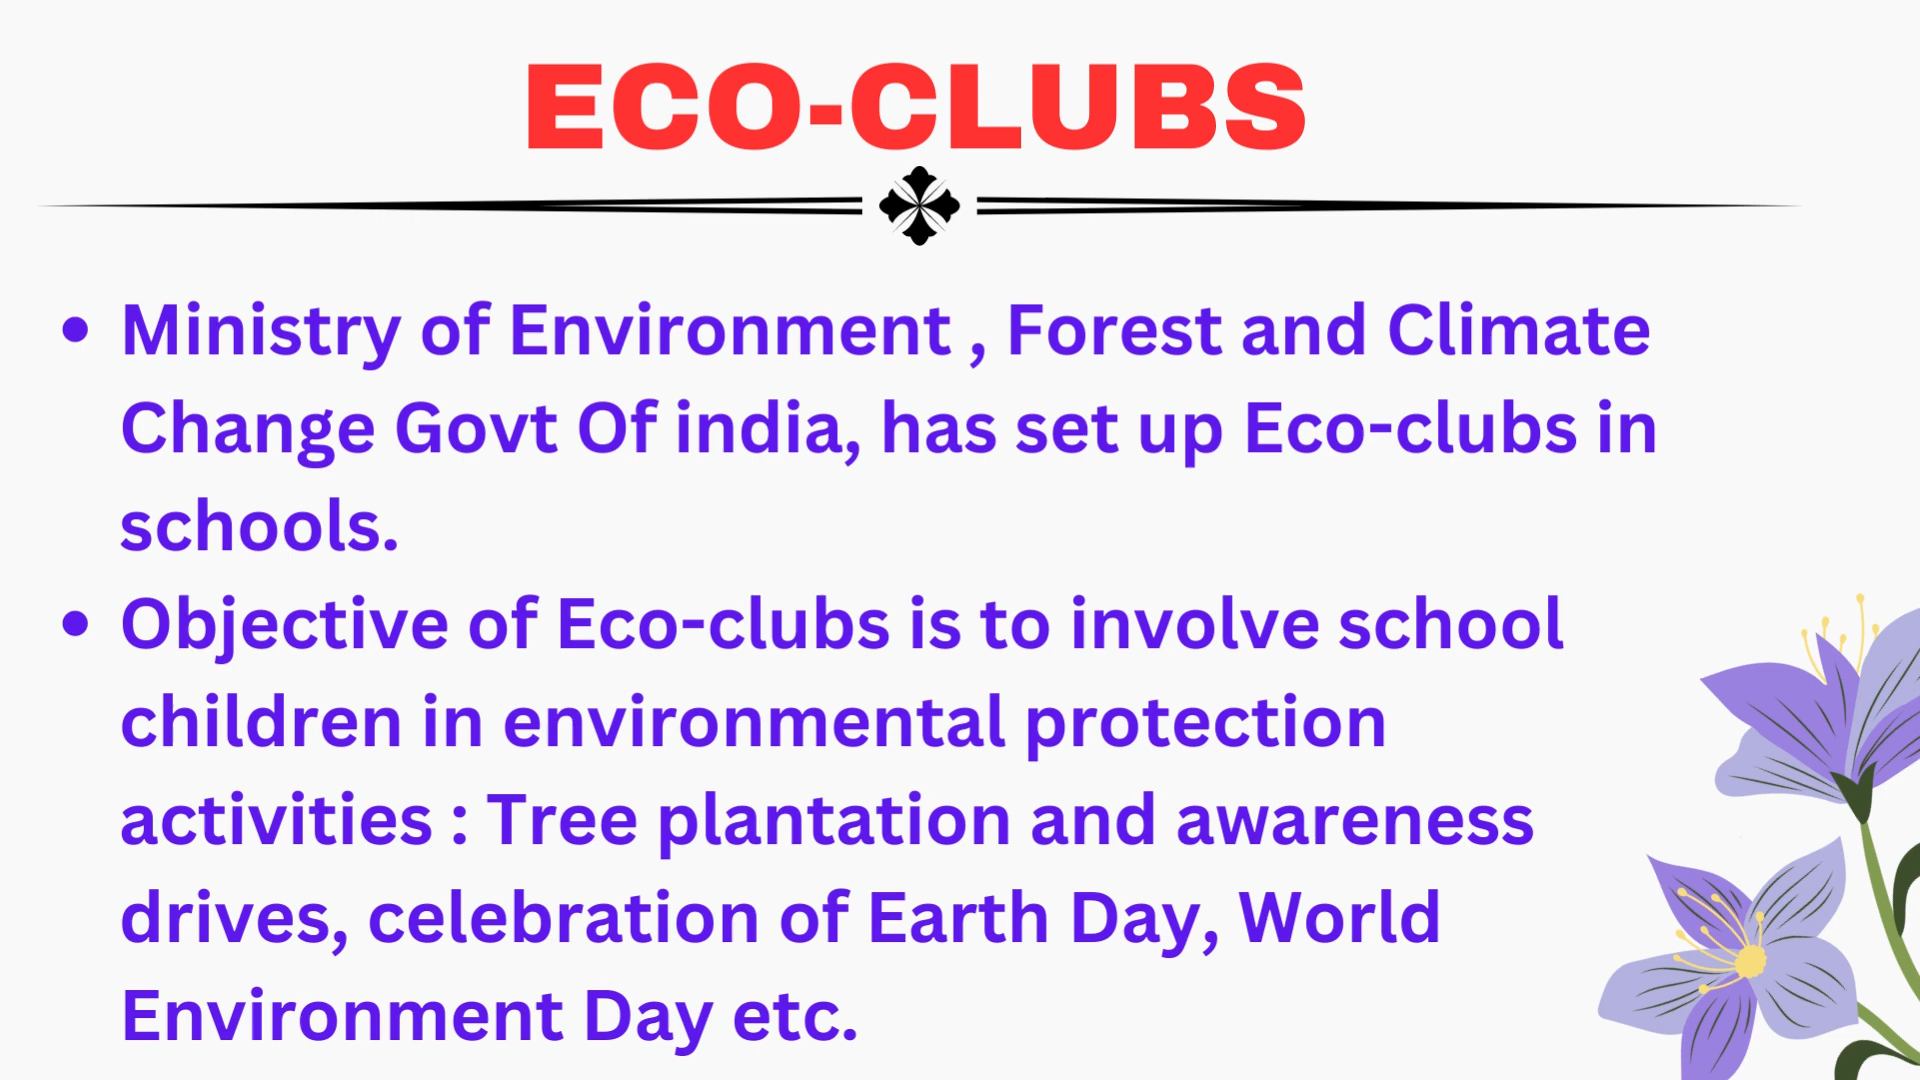 ECO-CLUBS
• Ministry of Environment , Forest and Climate
Change Govt Of india, has set up Eco-clubs in
schools.
• Objective of Eco-clubs is to involve school
children in environmental protection
activities : Tree plantation and awareness
drives, celebration of Earth Day, World
Environment Day etc.